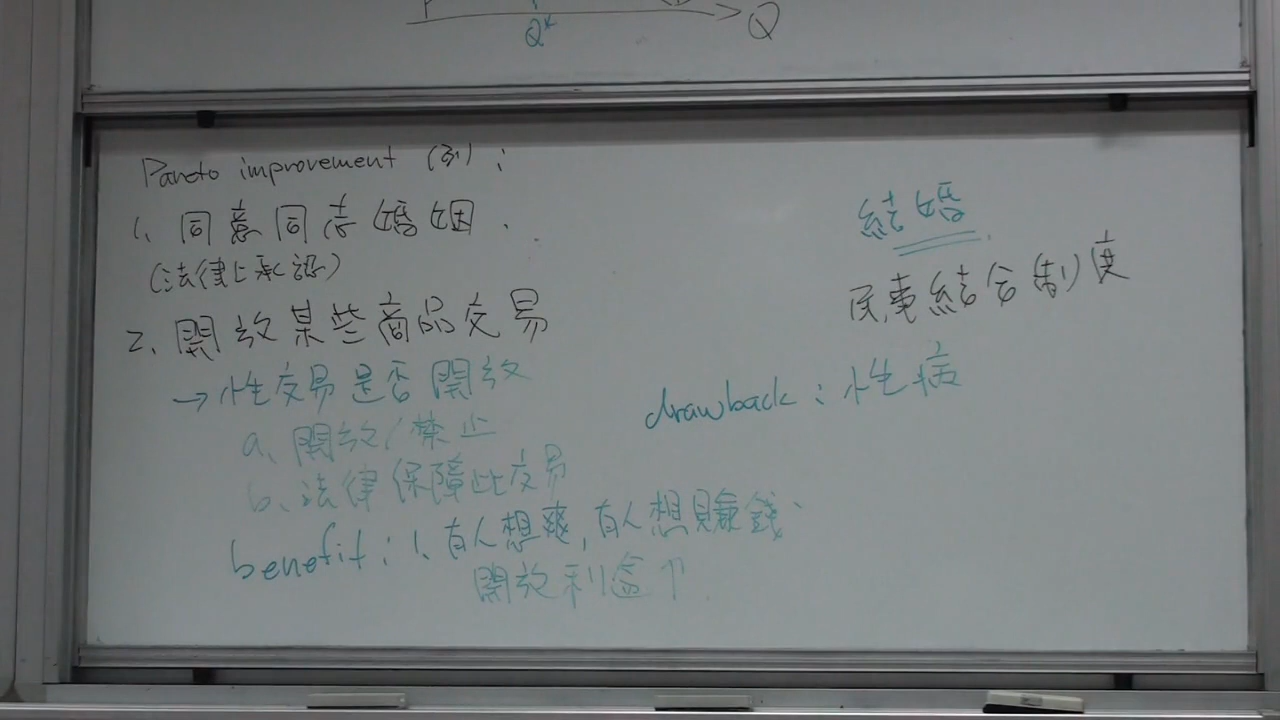 Q*
Q
Pareto improvement (例):
1、同意同志婚姻.
(法律上承認)
2、開放某些商品交易
→性交易是否開放
a、開放/禁止
b、法律保障此交易
benefit: 1、有人想爽,有人想賺錢、
開放利益↑
結婚
民事結合制度
drawback: 性病